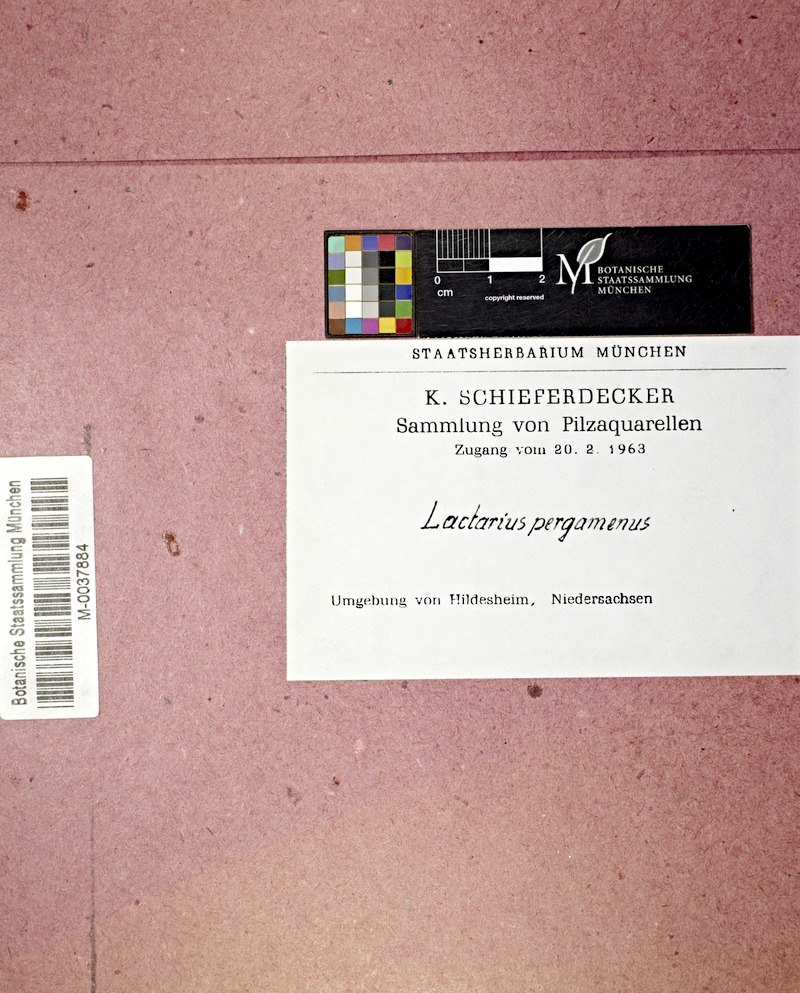 0 1 2
cm
copyright reserved
M BOTANISCHE
STAATSSAMMLUNG
MÜNCHEN
STAATSHERBARIUM MÜNCHEN
K. SCHIEFERDECKER
Sammlung von Pilzaquarellen
Zugang vom 20. 2. 1963
Lactarius pergamenus
Umgebung von Hildesheim, Niedersachsen
Botanische Staatssammlung München
M-0037884